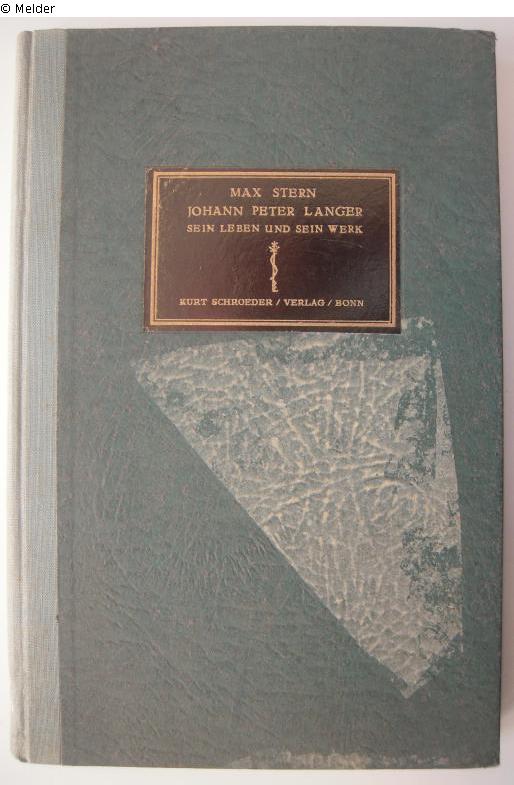 © Melder
MAX STERN
JOHANN PETER LANGER
SEIN LEBEN UND SEIN WERK
KURT SCHROEDER / VERLAG / BONN